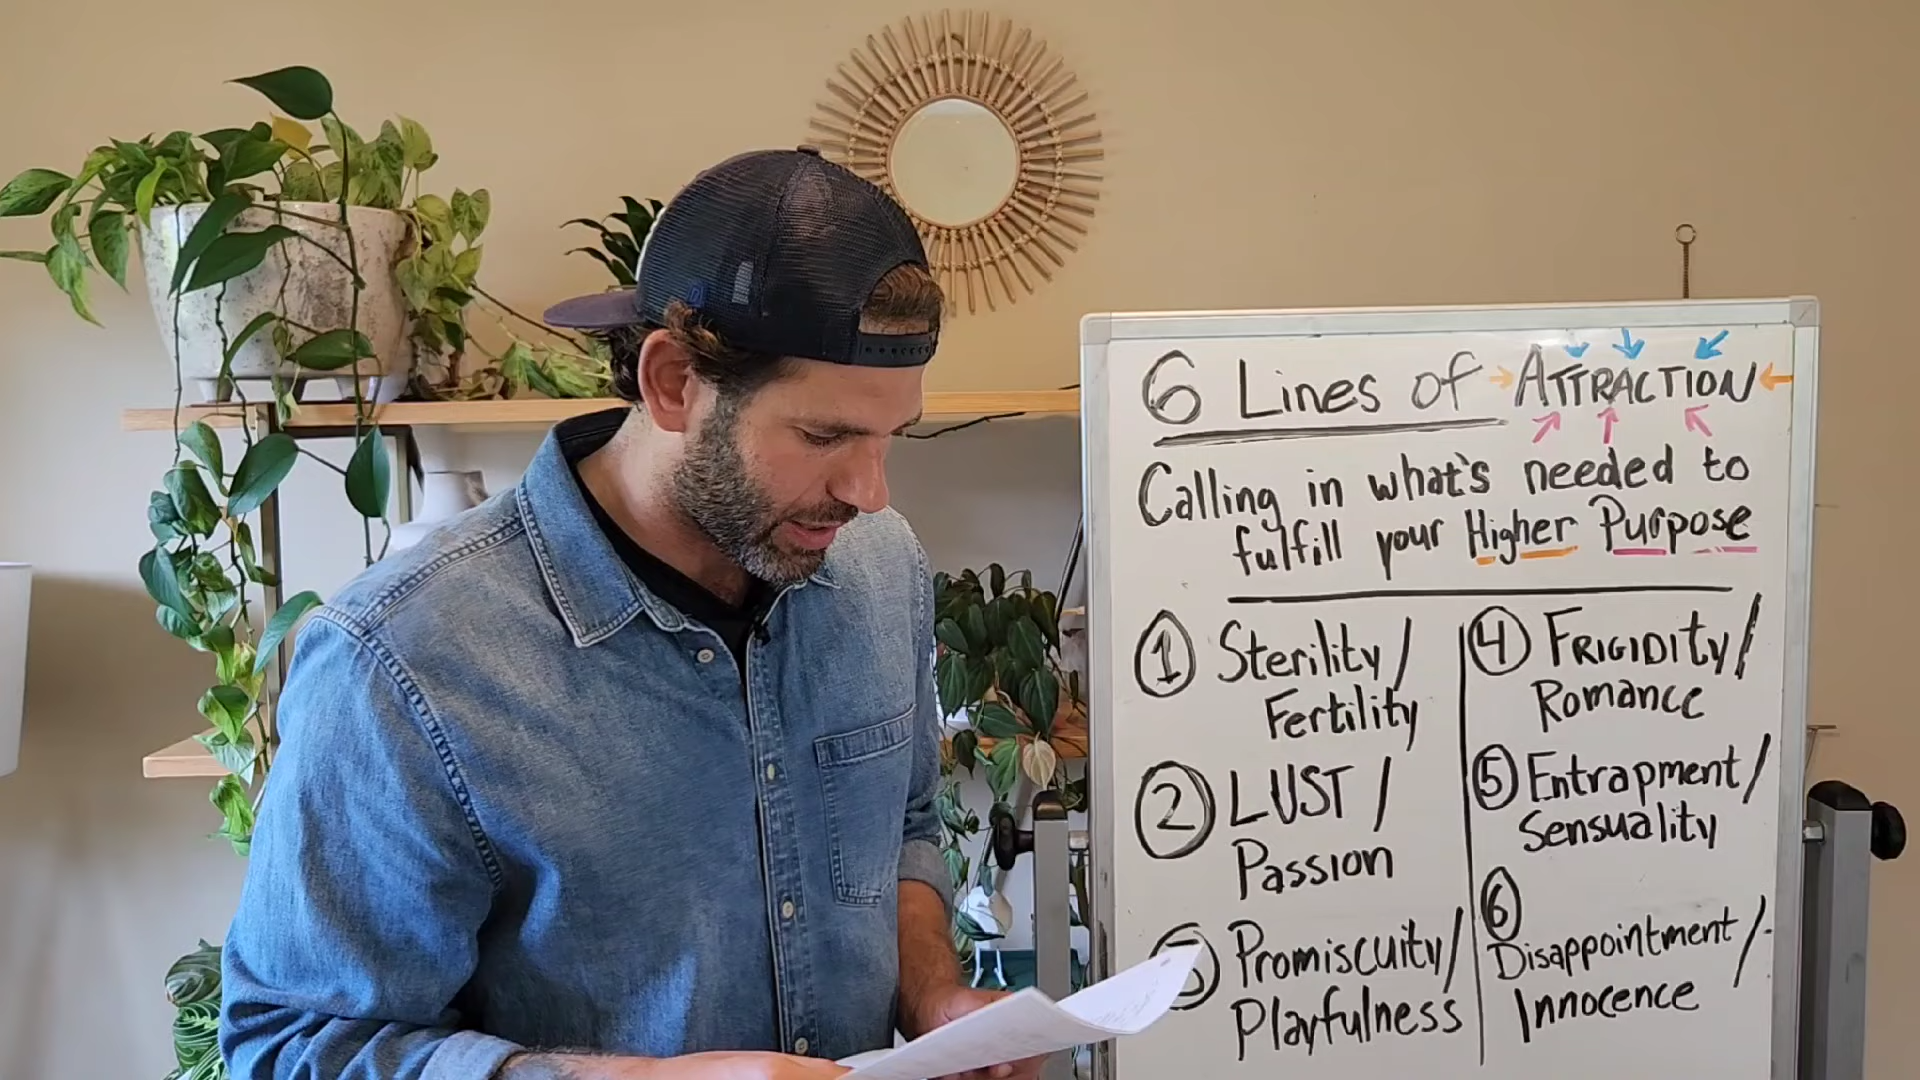 6 Lines of ATTRACTION
Calling in what's needed to
fulfill your Higher Purpose
1 Sterility/
Fertility
2 LUST /
Passion
3 Promiscuity/
Playfulness
4 FRIGIDITY/
Romance
5 Entrapment/
Sensuality
6
Disappointment/
Innocence